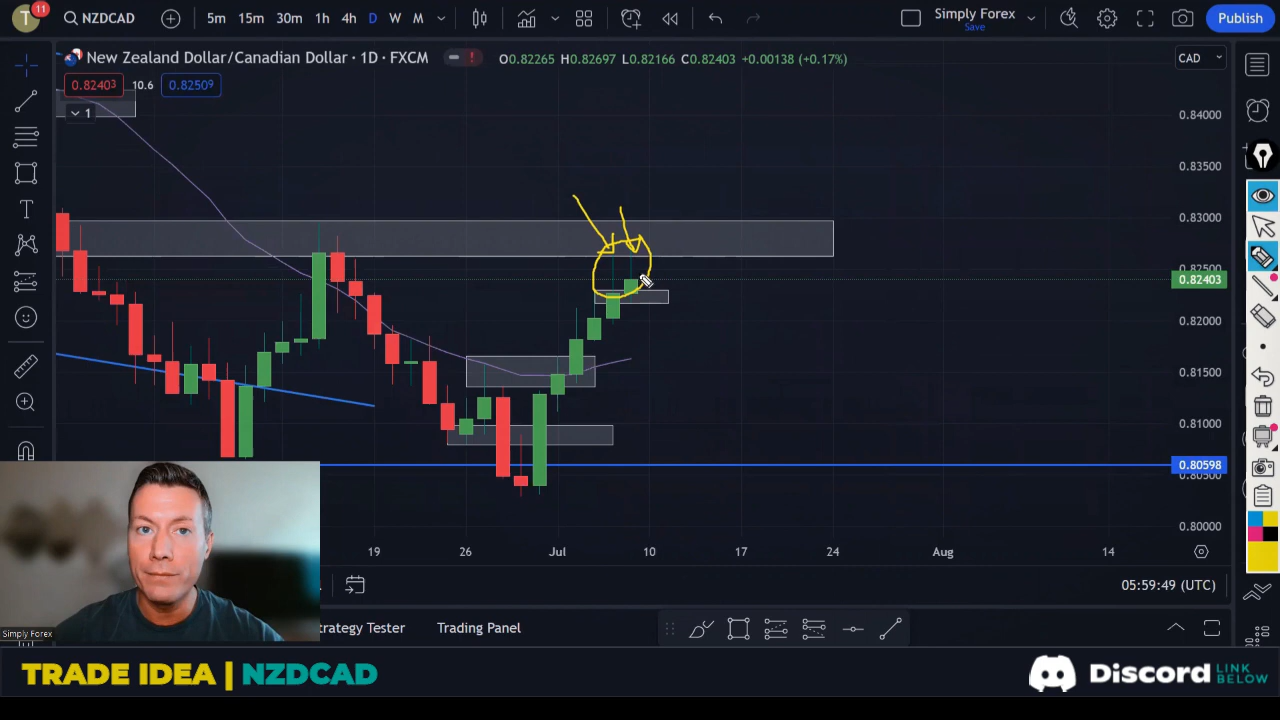 T 11 NZDCAD 5m 15m 30m 1h 4h D W M Simply Forex Save Publish
New Zealand Dollar/Canadian Dollar · 1D · FXCM O0.82265 H0.82697 L0.82166 C0.82403 +0.00138 (+0.17%) CAD
0.82403 10.6 0.82509
1
0.84000
0.83500
0.83000
0.82500
0.82403
0.82000
0.81500
0.81000
0.80598
0.80500
0.80000
19 26 Jul 10 17 24 Aug 14
05:59:49 (UTC)
Simply Forex
trategy Tester Trading Panel
TRADE IDEA | NZDCAD Discord LINK
BELOW